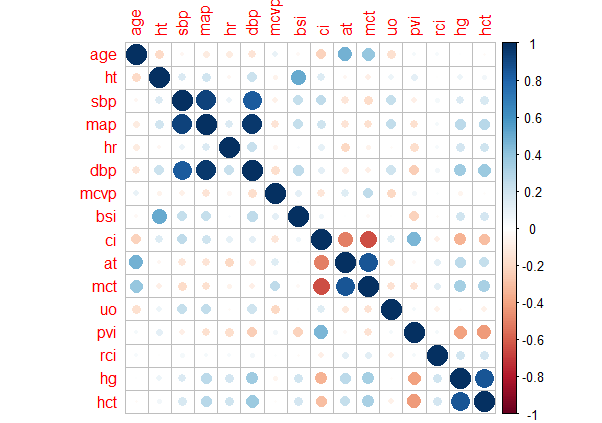 age ht sbp map hr dbp mcvp bsi ci at mct uo pvi rci hg hct
age
ht
sbp
map
hr
dbp
mcvp
bsi
ci
at
mct
uo
pvi
rci
hg
hct
1
0.8
0.6
0.4
0.2
0
-0.2
-0.4
-0.6
-0.8
-1